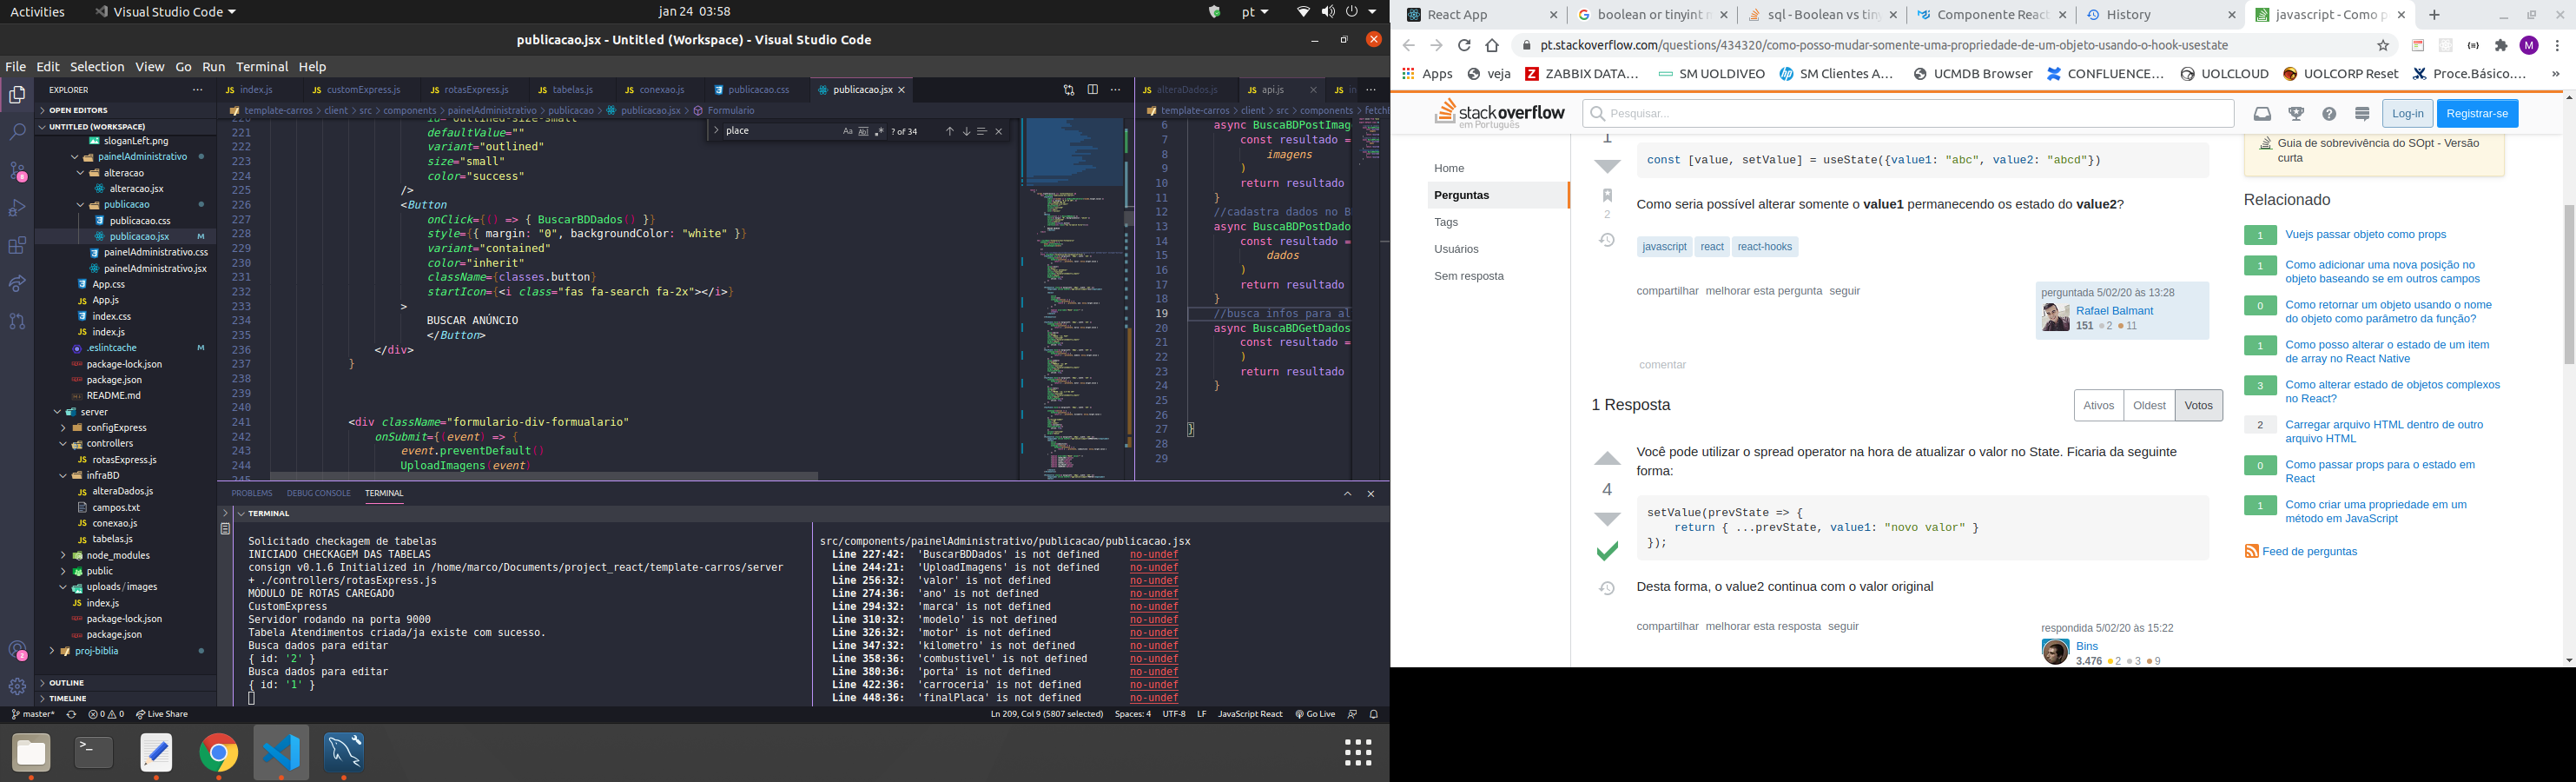 Activities
Visual Studio Code
jan 24 03:58
pt
publicacao.jsx - Untitled (Workspace) - Visual Studio Code
File Edit Selection View Go Run Terminal Help
EXPLORER
OPEN EDITORS
UNTITLED (WORKSPACE)
sloganLeft.png
painelAdministrativo
alteracao
alteracao.jsx
publicacao
publicacao.css
publicacao.jsx M
painelAdministrativo.css
painelAdministrativo.jsx
App.css
App.js
index.css
index.js
.eslintcache M
package-lock.json
package.json
README.md
server
configExpress
controllers
rotasExpress.js
infraBD
alteraDados.js
campos.txt
conexao.js
tabelas.js
node_modules
public
uploads/images
index.js
package-lock.json
package.json
proj-biblia
OUTLINE
TIMELINE
index.js customExpress.js rotasExpress.js tabelas.js conexao.js publicacao.css publicacao.jsx
template-carros > client > src > components > painelAdministrativo > publicacao > publicacao.jsx > Formulario
place
Aa
? of 34
220 id="outlined-size-small"
221 defaultValue=""
222 variant="outlined"
223 size="small"
224 color="success"
225 />
226 <Button
227 onClick={() => { BuscarBDDados() }}
228 style={{ margin: "0", backgroundColor: "white" }}
229 variant="contained"
230 color="inherit"
231 className={classes.button}
232 startIcon={<i class="fas fa-search fa-2x"></i>}
233 >
234 BUSCAR ANÚNCIO
235 </Button>
236 </div>
237 }
238
239
240
241 <div className="formulario-div-formualario"
242 onSubmit={(event) => {
243 event.preventDefault()
244 UploadImagens(event)
245
alteraDados.js api.js in
template-carros > client > src > components > fetchI
6 async BuscaBDPostImag
7 const resultado =
8 imagens
9 )
10 return resultado
11 }
12 //cadastra dados no B
13 async BuscaBDPostDado
14 const resultado =
15 dados
16 )
17 return resultado
18 }
19 //busca infos para al
20 async BuscaBDGetDados
21 const resultado =
22 )
23 return resultado
24 }
25
26
27 }
28
29
PROBLEMS DEBUG CONSOLE TERMINAL
TERMINAL
Solicitado checkagem de tabelas
INICIADO CHECKAGEM DAS TABELAS
consign v0.1.6 Initialized in /home/marco/Documents/project_react/template-carros/server
+ ./controllers/rotasExpress.js
MODULO DE ROTAS CAREGADO
CustomExpress
Servidor rodando na porta 9000
Tabela Atendimentos criada/ja existe com sucesso.
Busca dados para editar
{ id: '2' }
Busca dados para editar
{ id: '1' }
src/components/painelAdministrativo/publicacao/publicacao.jsx
Line 227:42: 'BuscarBDDados' is not defined no-undef
Line 244:21: 'UploadImagens' is not defined no-undef
Line 256:32: 'valor' is not defined no-undef
Line 274:36: 'ano' is not defined no-undef
Line 294:32: 'marca' is not defined no-undef
Line 310:32: 'modelo' is not defined no-undef
Line 326:32: 'motor' is not defined no-undef
Line 347:32: 'kilometro' is not defined no-undef
Line 358:36: 'combustivel' is not defined no-undef
Line 380:36: 'porta' is not defined no-undef
Line 422:36: 'carroceria' is not defined no-undef
Line 448:36: 'finalPlaca' is not defined no-undef
master* 0 0 Live Share
Ln 209, Col 9 (5807 selected) Spaces: 4 UTF-8 LF JavaScript React Go Live
React App
boolean or tinyint m
sql - Boolean vs tiny
Componente React
History
javascript - Como p
pt.stackoverflow.com/questions/434320/como-posso-mudar-somente-uma-propriedade-de-um-objeto-usando-o-hook-usestate
M
Apps veja ZABBIX DATA... SM UOLDIVEO SM Clientes A... UCMDB Browser CONFLUENCE... UOLCLOUD UOLCORP Reset Proce.Básico.... »
stackoverflow
em Português
Pesquisar...
Log-in
Registrar-se
Home
Perguntas
Tags
Usuários
Sem resposta
1
2
const [value, setValue] = useState({value1: "abc", value2: "abcd"})
Como seria possível alterar somente o value1 permanecendo os estado do value2?
javascript react react-hooks
compartilhar melhorar esta pergunta seguir
perguntada 5/02/20 às 13:28
Rafael Balmant
151 2 11
comentar
1 Resposta
Ativos Oldest Votos
4
Você pode utilizar o spread operator na hora de atualizar o valor no State. Ficaria da seguinte
forma:
setValue(prevState => {
return { ...prevState, value1: "novo valor" }
});
Desta forma, o value2 continua com o valor original
compartilhar melhorar esta resposta seguir
respondida 5/02/20 às 15:22
Bins
3.476 2 3 9
Guia de sobrevivência do SOpt - Versão
curta
Relacionado
1 Vuejs passar objeto como props
1 Como adicionar uma nova posição no
objeto baseando se em outros campos
0 Como retornar um objeto usando o nome
do objeto como parâmetro da função?
1 Como posso alterar o estado de um item
de array no React Native
3 Como alterar estado de objetos complexos
no React?
2 Carregar arquivo HTML dentro de outro
arquivo HTML
0 Como passar props para o estado em
React
1 Como criar uma propriedade em um
método em JavaScript
Feed de perguntas